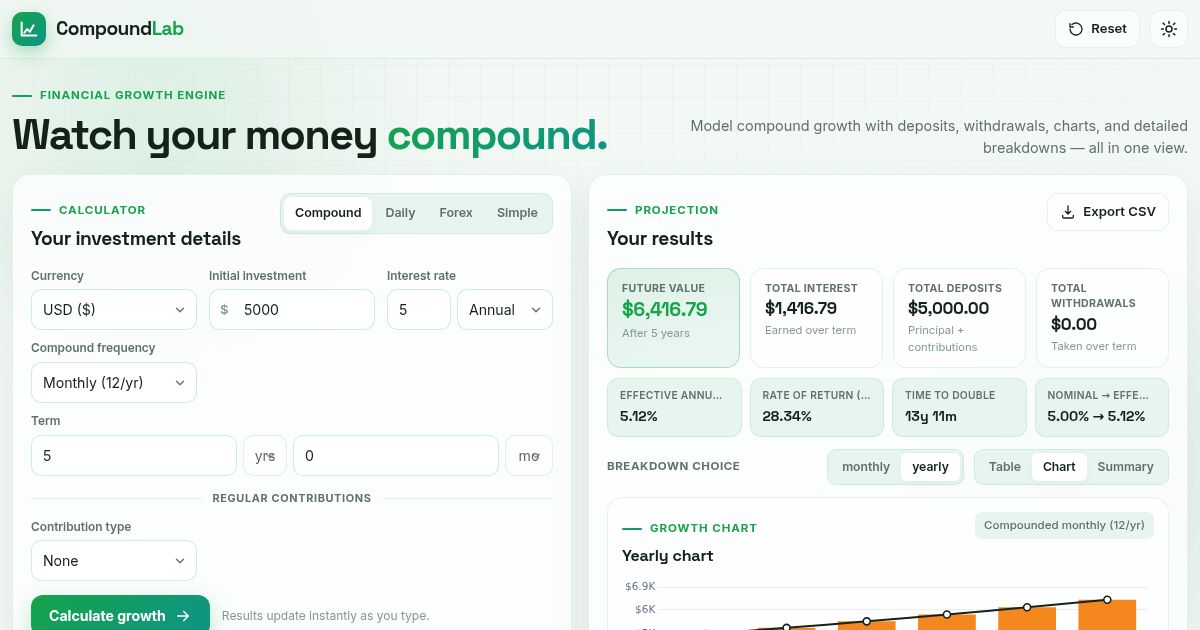 CompoundLab
Reset
FINANCIAL GROWTH ENGINE
Watch your money compound.
Model compound growth with deposits, withdrawals, charts, and detailed
breakdowns — all in one view.
CALCULATOR
Your investment details
Compound Daily Forex Simple
Currency Initial investment Interest rate
USD ($) $ 5000 5 Annual
Compound frequency
Monthly (12/yr)
Term
5 yrs 0 mo
REGULAR CONTRIBUTIONS
Contribution type
None
Calculate growth → Results update instantly as you type.
PROJECTION
Your results
Export CSV
FUTURE VALUE
$6,416.79
After 5 years
TOTAL INTEREST
$1,416.79
Earned over term
TOTAL DEPOSITS
$5,000.00
Principal +
contributions
TOTAL
WITHDRAWALS
$0.00
Taken over term
EFFECTIVE ANNU...
5.12%
RATE OF RETURN (...
28.34%
TIME TO DOUBLE
13y 11m
NOMINAL → EFFE...
5.00% → 5.12%
BREAKDOWN CHOICE
monthly yearly
Table Chart Summary
GROWTH CHART
Yearly chart
Compounded monthly (12/yr)
$6.9K
$6K